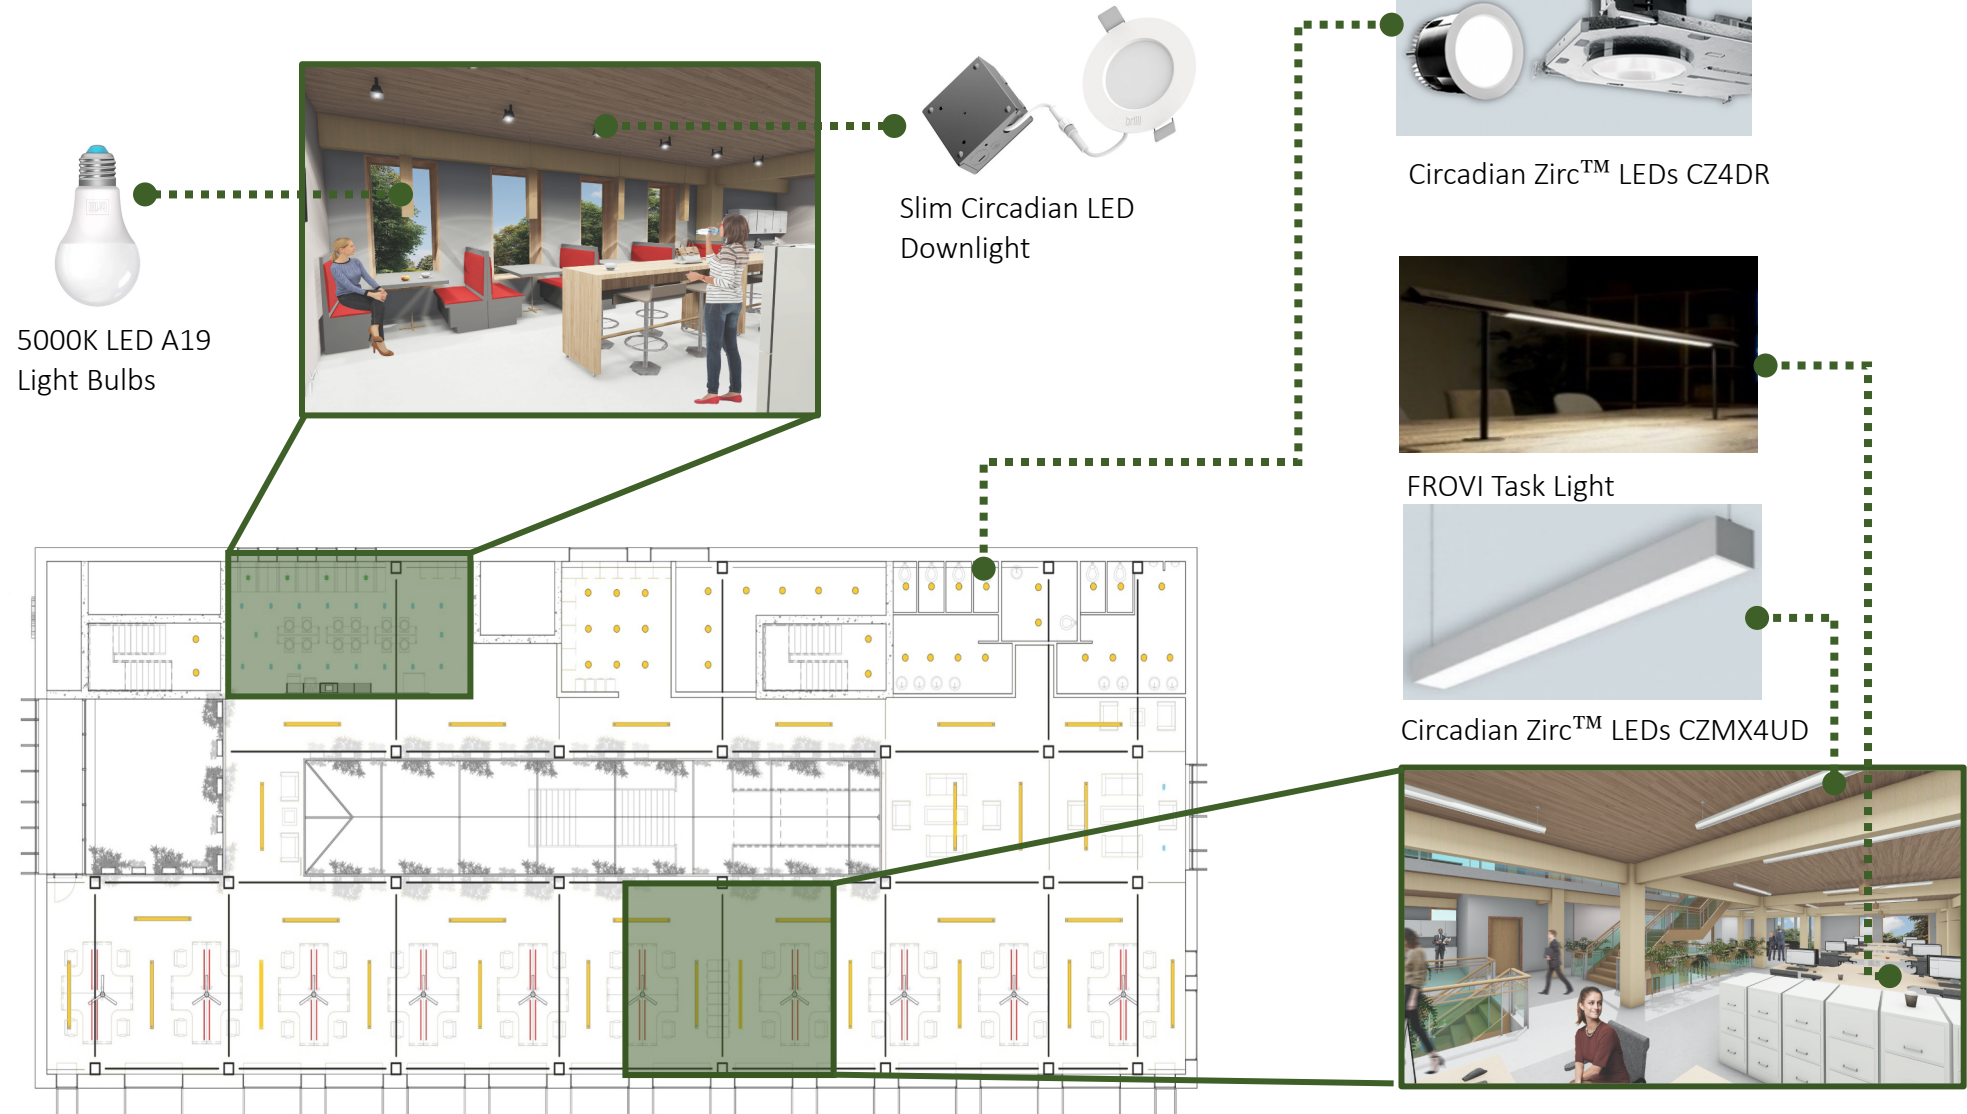 brilli
Circadian Zirc™ LEDs CZ4DR
Slim Circadian LED
Downlight
5000K LED A19
Light Bulbs
FROVI Task Light
Circadian Zirc™ LEDs CZMX4UD